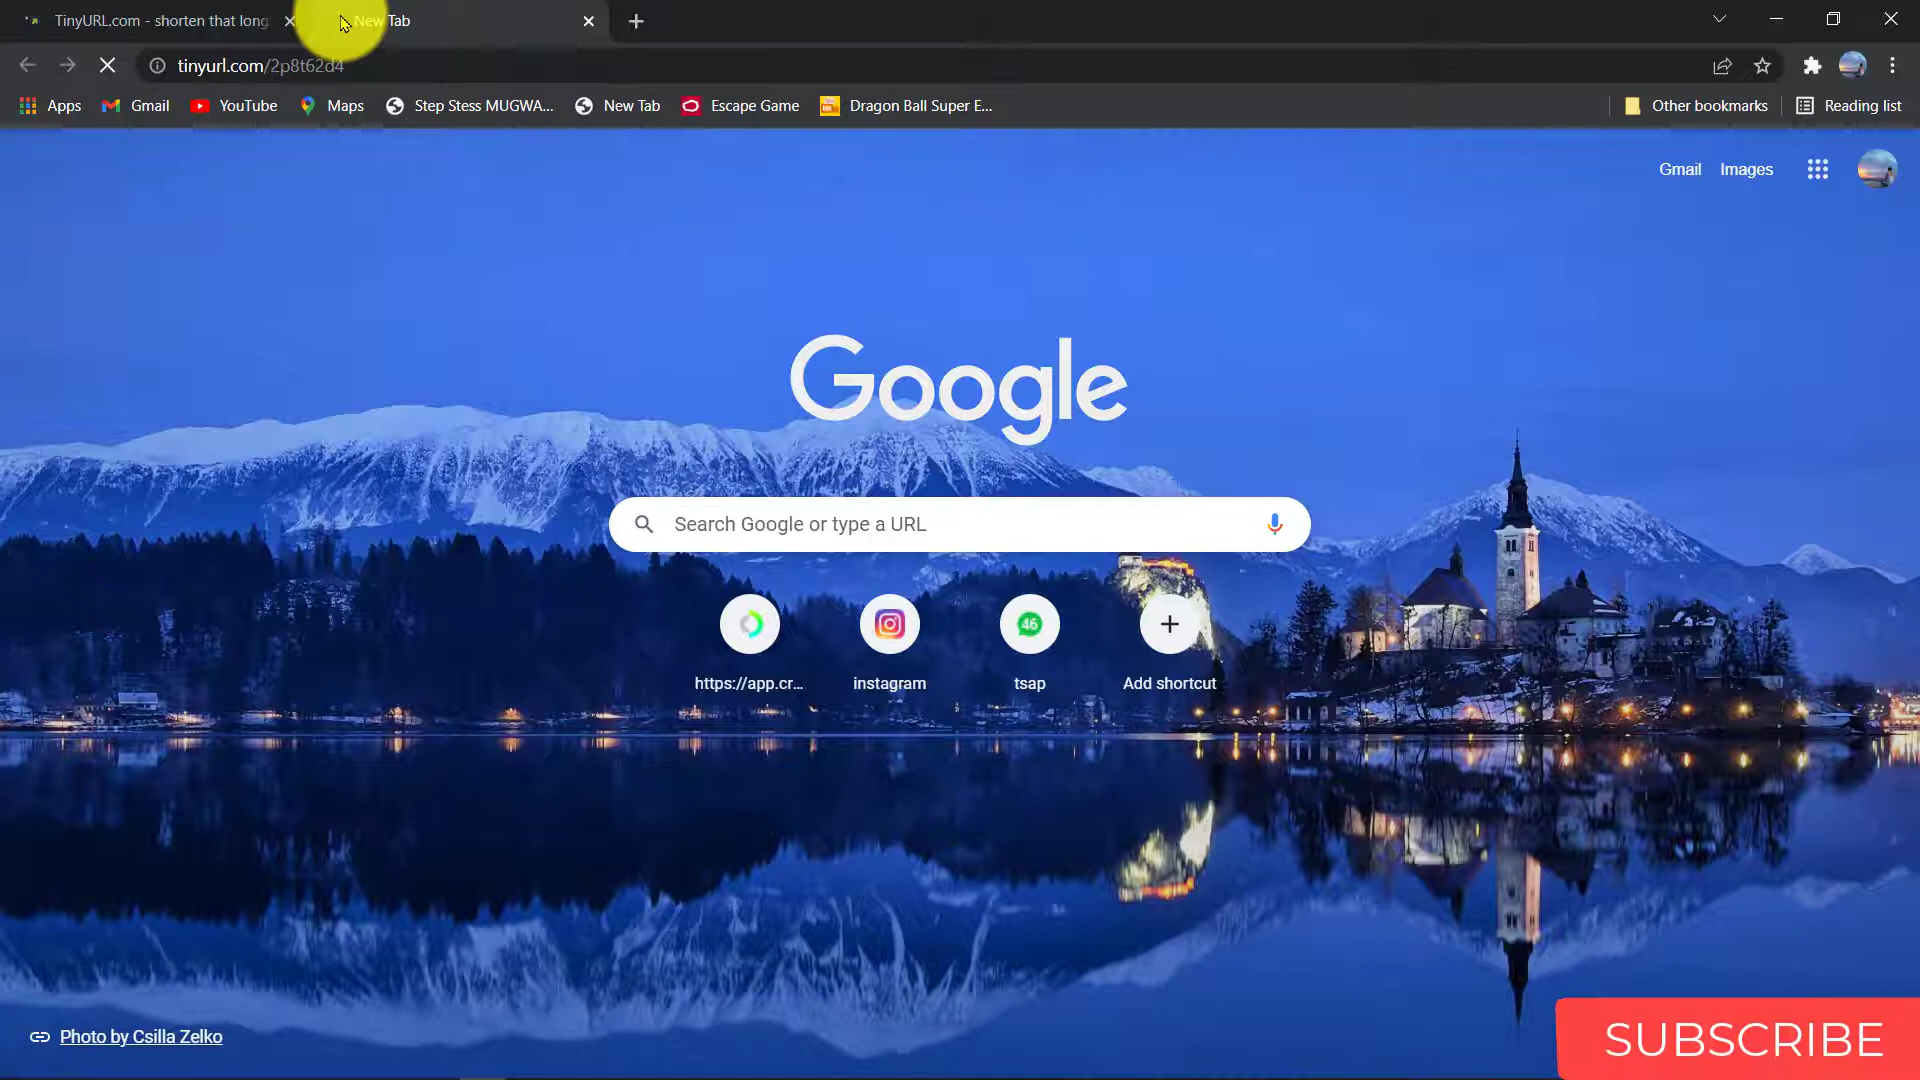 TinyURL.com - shorten that long
New Tab
tinyurl.com/2p8t62d4
Apps
Gmail
YouTube
Maps
Step Stess MUGWA...
New Tab
Escape Game
Dragon Ball Super E...
Other bookmarks
Reading list
Gmail
Images
Google
Search Google or type a URL
46
https://app.cr...
instagram
tsap
Add shortcut
Photo by Csilla Zelko
SUBSCRIBE